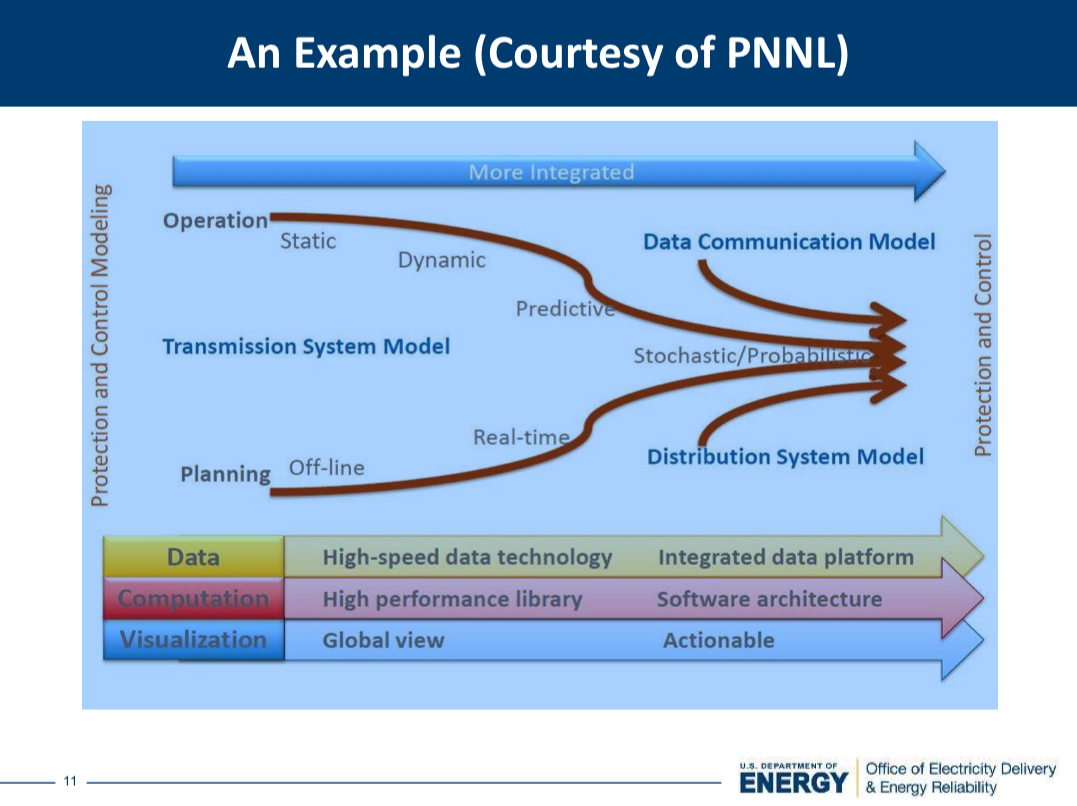 An Example (Courtesy of PNNL)
More Integrated
Protection and Control Modeling
Operation
Static
Dynamic
Predictive
Data Communication Model
Protection and Control
Transmission System Model
Stochastic/Probabilistic
Real-time
Planning
Off-line
Distribution System Model
Data High-speed data technology Integrated data platform
Computation High performance library Software architecture
Visualization Global view Actionable
11
U.S. DEPARTMENT OF
ENERGY
Office of Electricity Delivery
& Energy Reliability